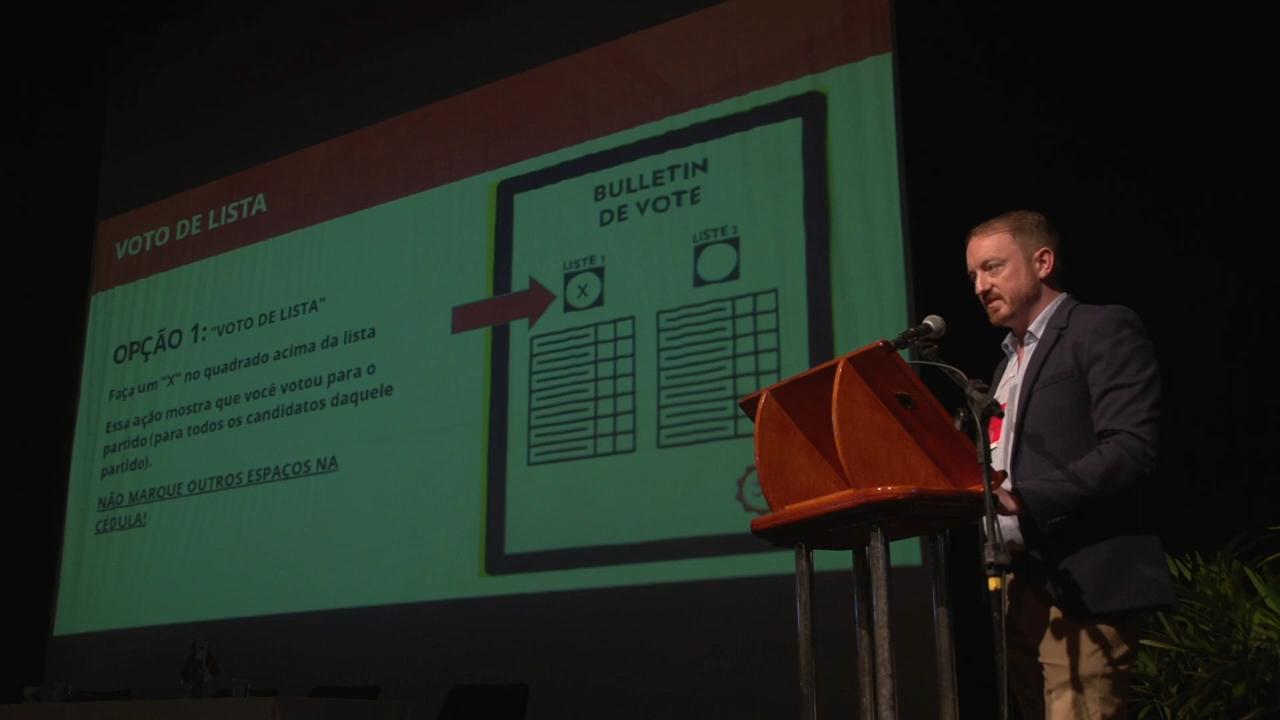 VOTO DE LISTA
OPÇÃO 1: "VOTO DE LISTA"
Faça um "X" no quadrado acima da lista
Essa ação mostra que você votou para o
partido (para todos os candidatos daquele
partido).
NÃO MARQUE OUTROS ESPAÇOS NA
CÉDULA!
BULLETIN
DE VOTE
LISTE 1
X
LISTE 2